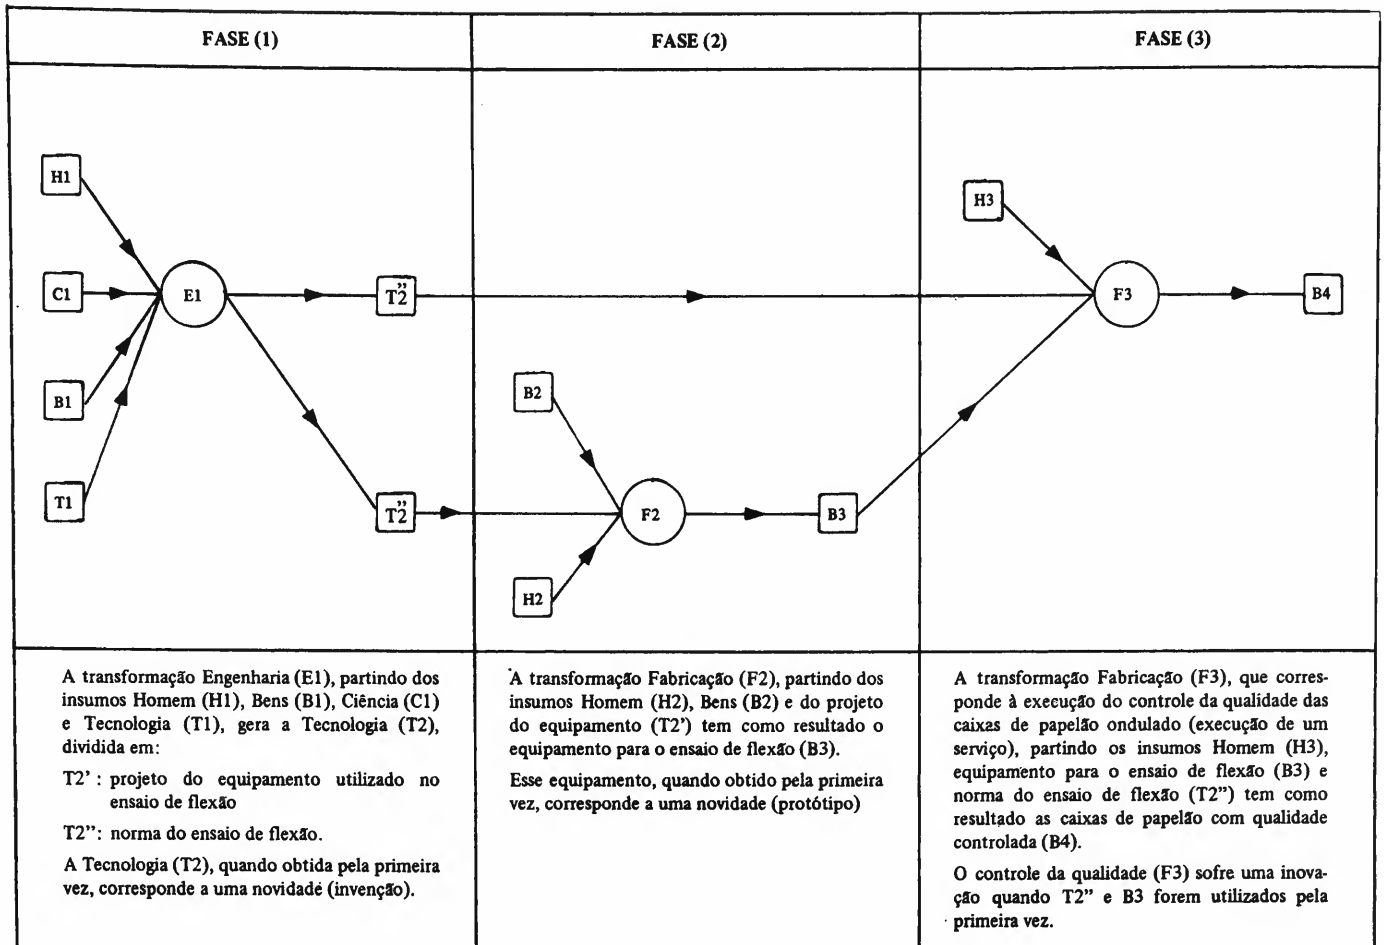 FASE (1)
FASE (2)
FASE (3)
H1
C1
B1
T1
E1
T2”
T2”
B2
H2
F2
B3
H3
F3
B4
A transformação Engenharia (E1), partindo dos
insumos Homem (H1), Bens (B1), Ciência (C1)
e Tecnologia (T1), gera a Tecnologia (T2),
dividida em:
T2’ : projeto do equipamento utilizado no
ensaio de flexão
T2”: norma do ensaio de flexão.
A Tecnologia (T2), quando obtida pela primeira
vez, corresponde a uma novidade (invenção).
A transformação Fabricação (F2), partindo dos
insumos Homem (H2), Bens (B2) e do projeto
do equipamento (T2’) tem como resultado o
equipamento para o ensaio de flexão (B3).
Esse equipamento, quando obtido pela primeira
vez, corresponde a uma novidade (protótipo)
A transformação Fabricação (F3), que corres-
ponde à execução do controle da qualidade das
caixas de papelão ondulado (execução de um
serviço), partindo os insumos Homem (H3),
equipamento para o ensaio de flexão (B3) e
norma do ensaio de flexão (T2”) tem como
resultado as caixas de papelão com qualidade
controlada (B4).
O controle da qualidade (F3) sofre uma inova-
ção quando T2” e B3 forem utilizados pela
primeira vez.